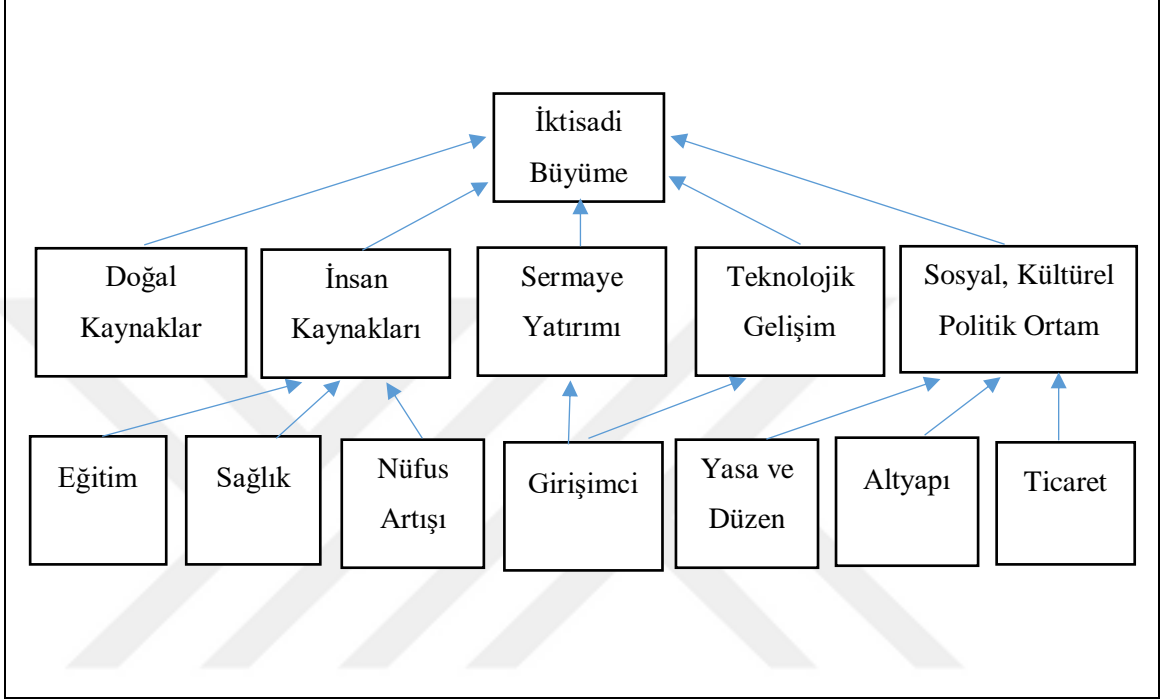 İktisadi
Büyüme
Doğal
Kaynaklar
İnsan
Kaynakları
Sermaye
Yatırımı
Teknolojik
Gelişim
Sosyal, Kültürel
Politik Ortam
Eğitim
Sağlık
Nüfus
Artışı
Girişimci
Yasa ve
Düzen
Altyapı
Ticaret